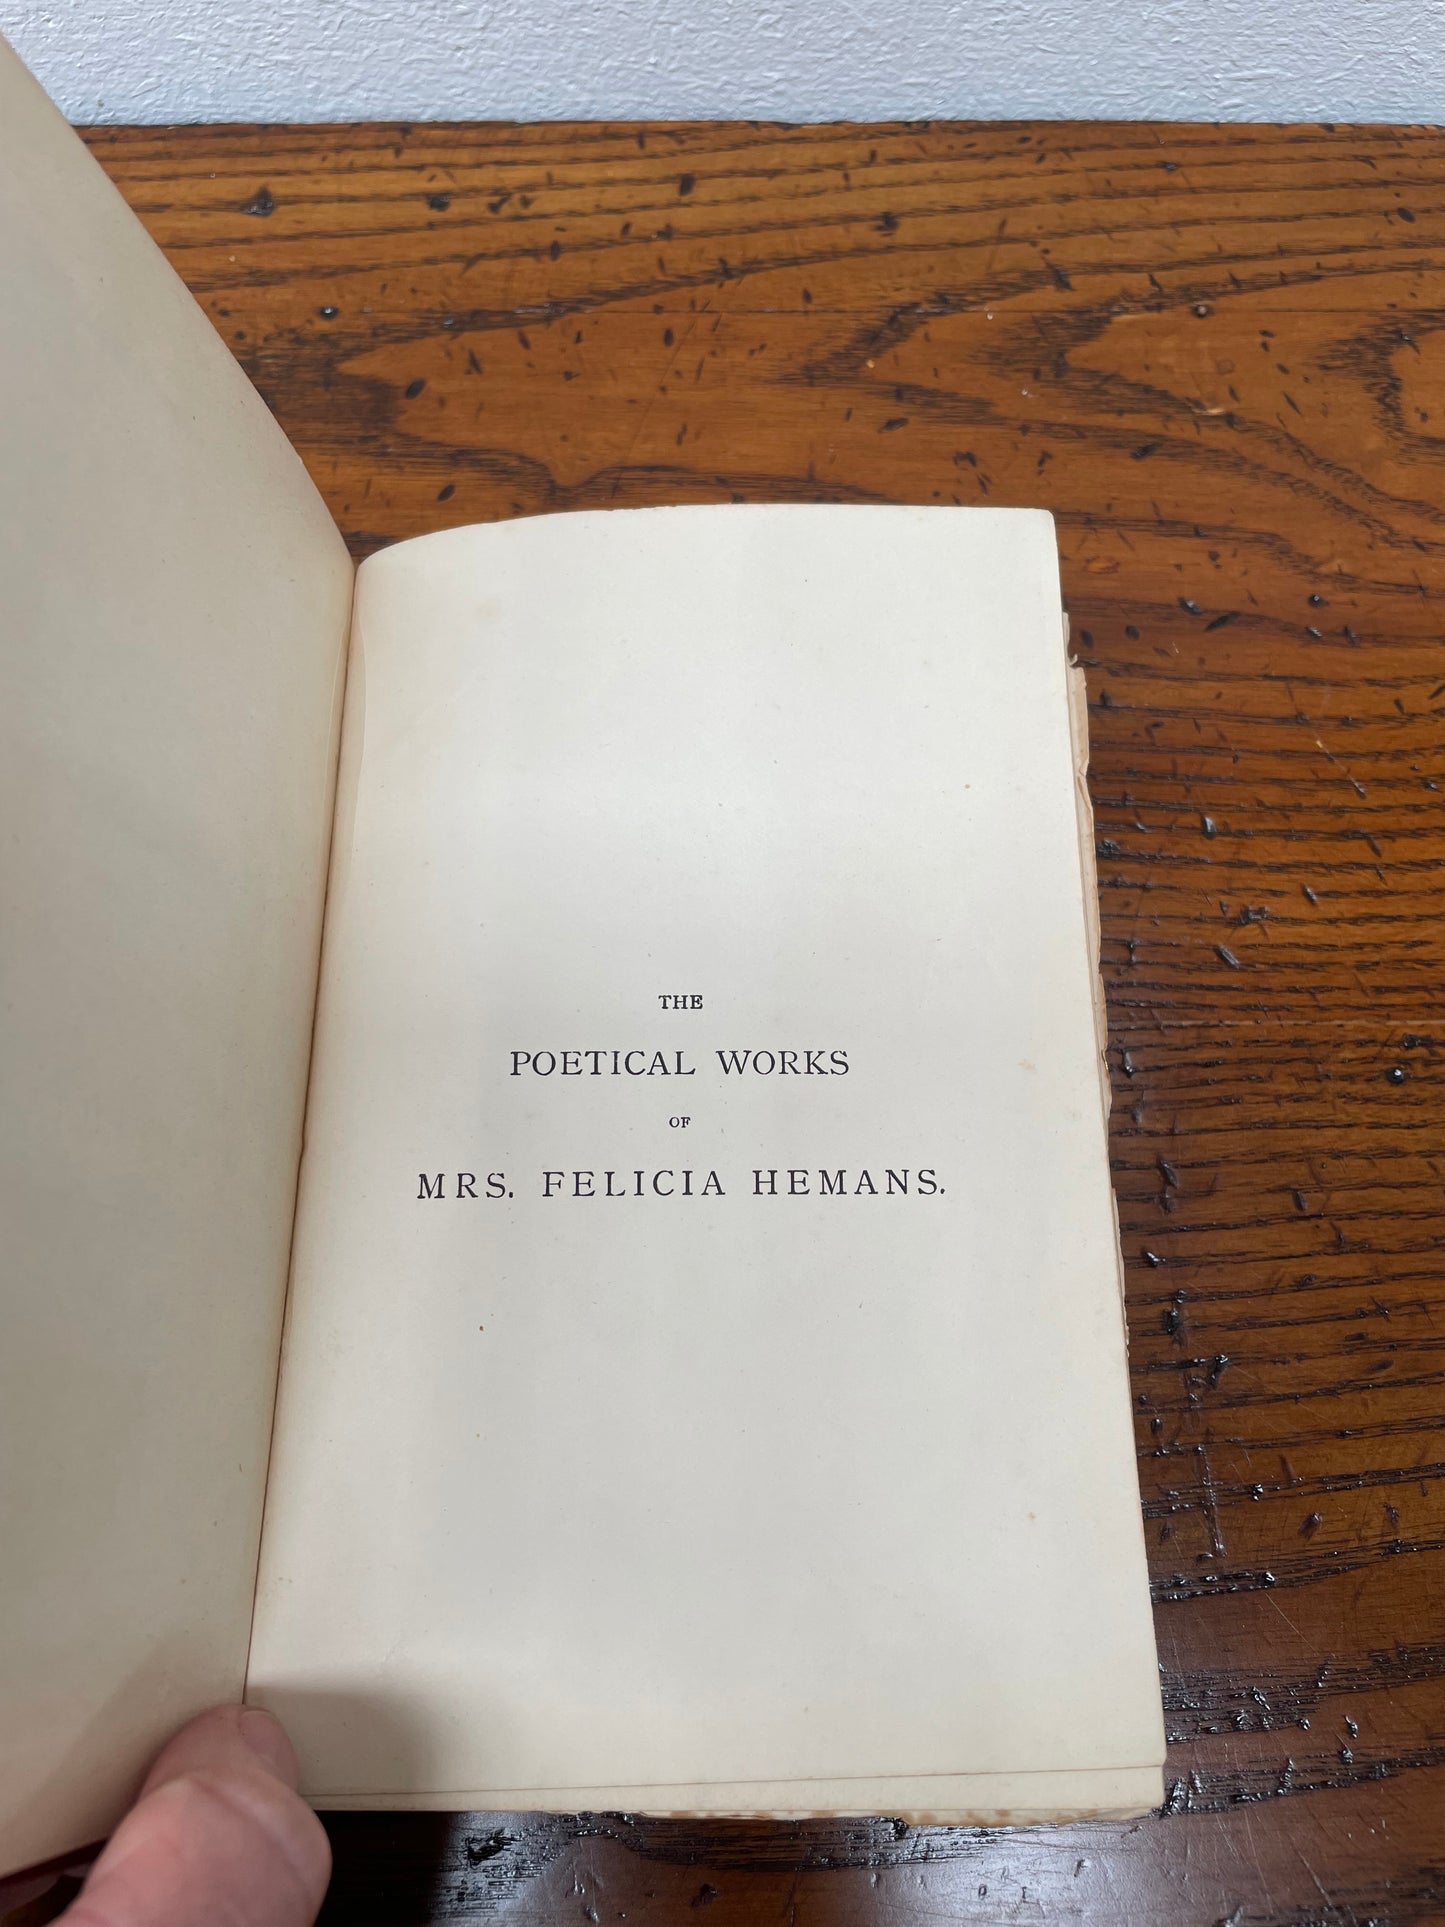 THE
POETICAL WORKS
OF
MRS. FELICIA HEMANS.